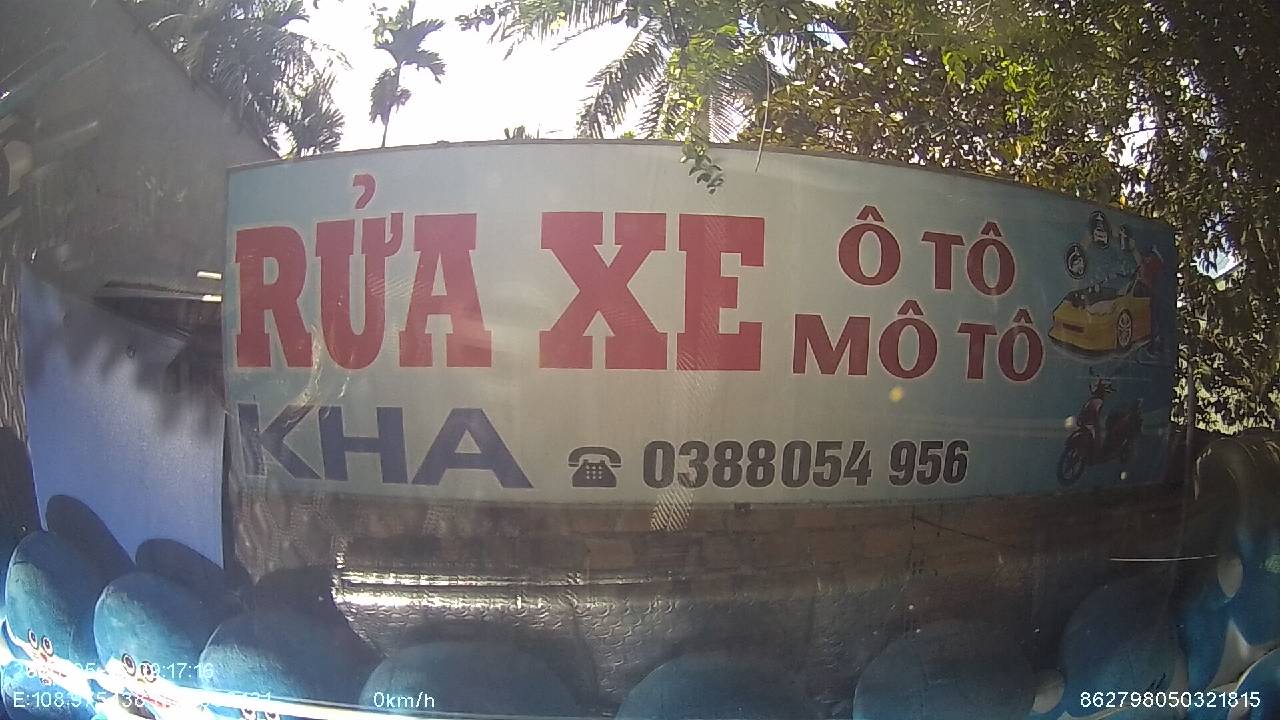 RỬA XE Ô TÔ
MÔ TÔ
KHA 0388054 956
0km/h
862798050321815